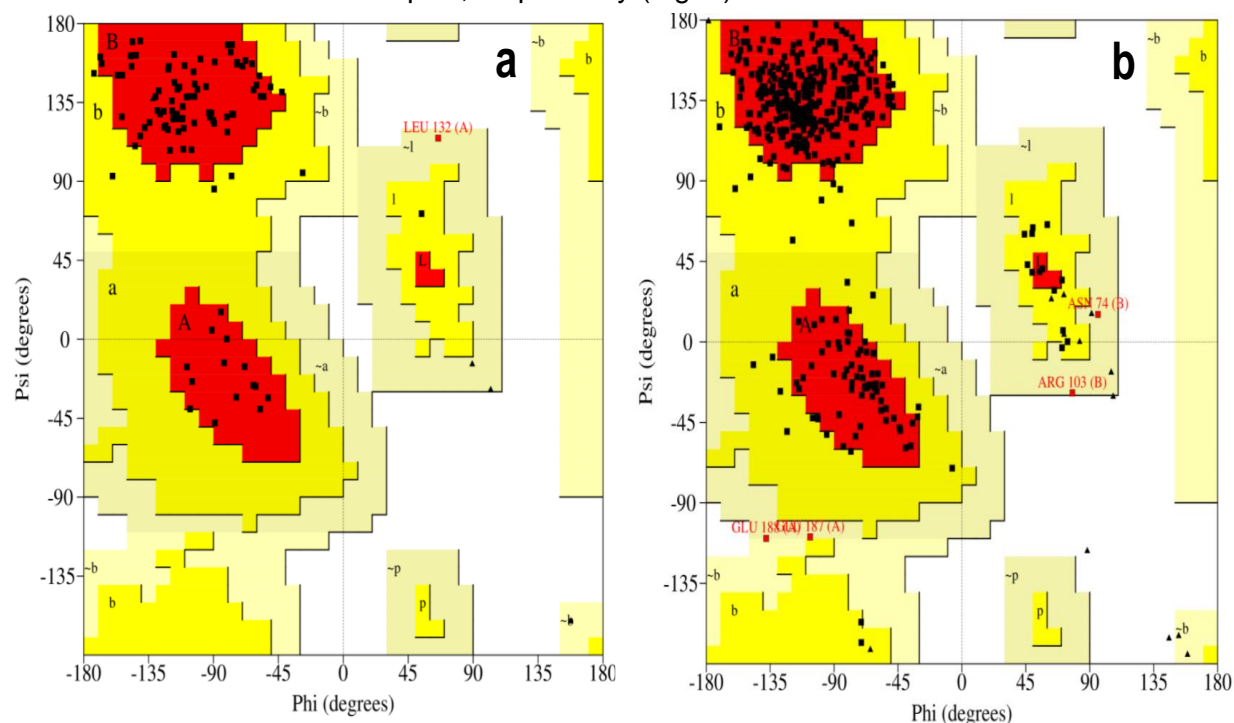 a
180
135
90
45
0
-45
-90
-135
-180
Psi (degrees)
B
b
~b
b
~b
LEU 132 (A)
~l
l
L
a
A
~a
~b
b
~p
p
~b
-180 -135 -90 -45 0 45 90 135 180
Phi (degrees)
b
180
135
90
45
0
-45
-90
-135
Psi (degrees)
B
b
~b
b
~b
~l
l
L
a
A
ASN 74 (B)
~a
ARG 103 (B)
GLU 187 (A)
~b
b
~p
p
~b
-180 -135 -90 -45 0 45 90 135 180
Phi (degrees)